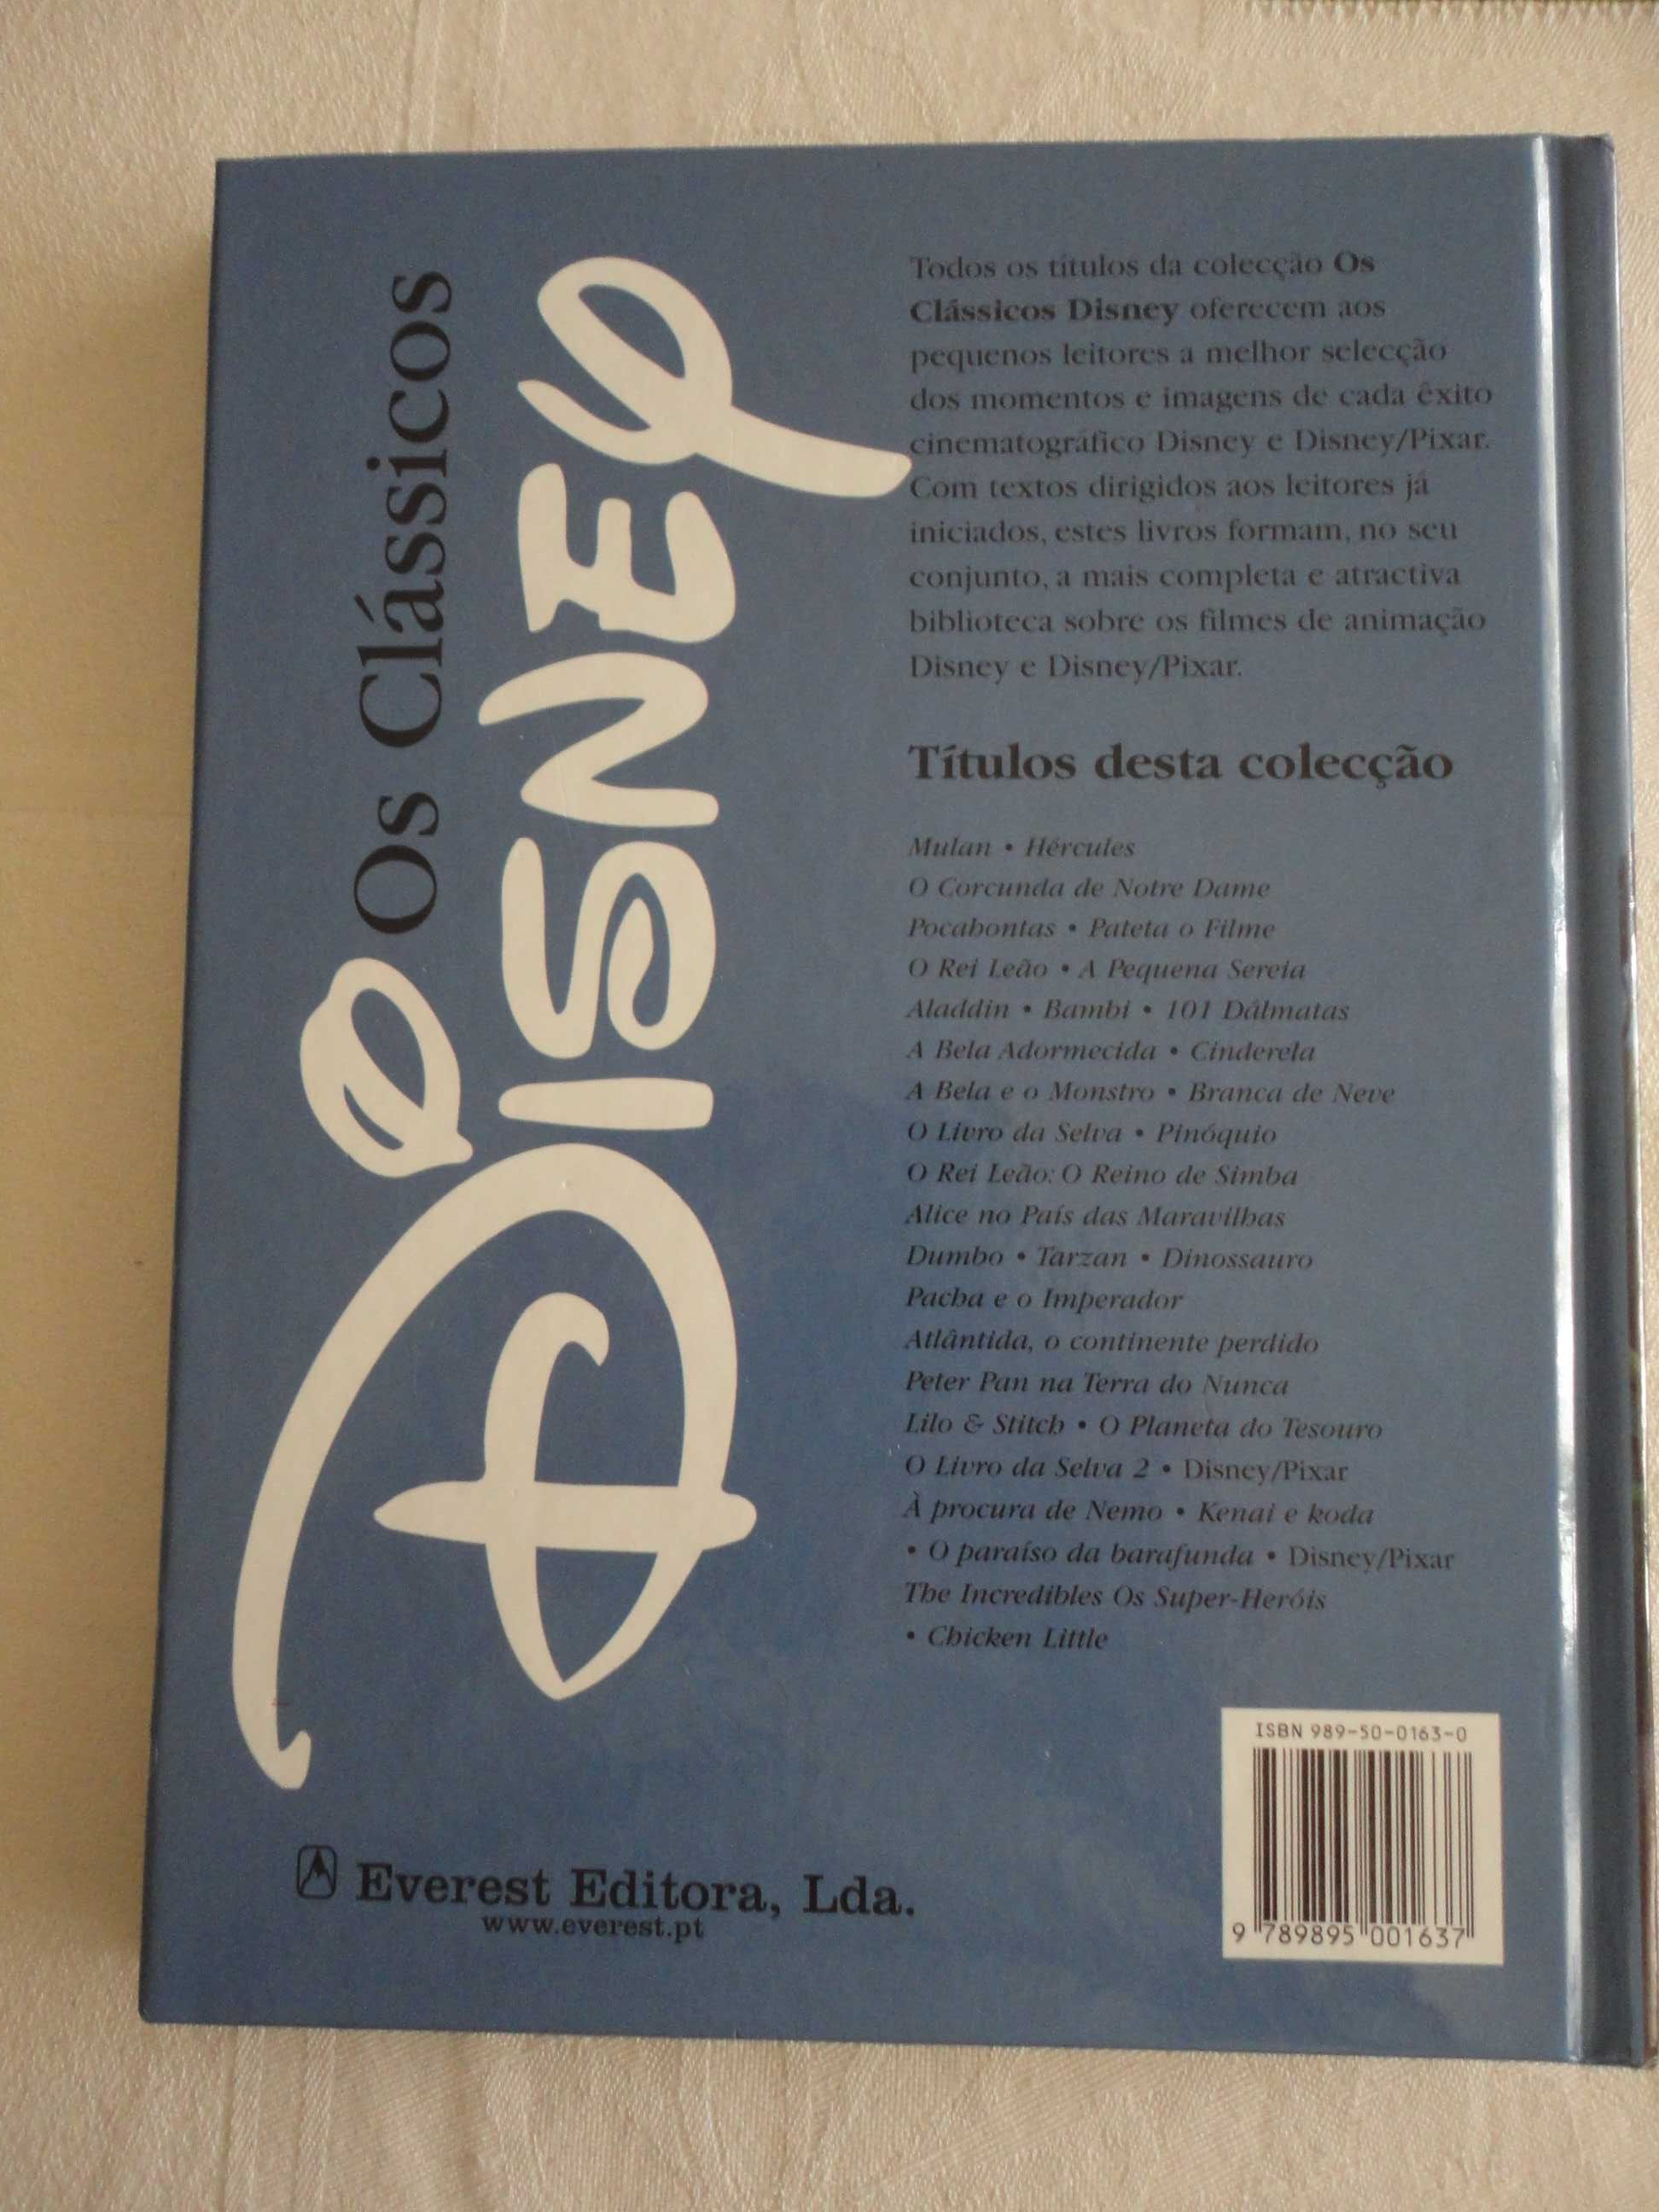 Os Clássicos
Disney
Todos os títulos da colecção Os
Clássicos Disney oferecem aos
pequenos leitores a melhor selecção
dos momentos e imagens de cada êxito
cinematográfico Disney e Disney/Pixar.
Com textos dirigidos aos leitores já
iniciados, estes livros formam, no seu
conjunto, a mais completa e atractiva
biblioteca sobre os filmes de animação
Disney e Disney/Pixar.
Títulos desta colecção
Mulan • Hércules
O Corcunda de Notre Dame
Pocahontas • Pateta o Filme
O Rei Leão • A Pequena Sereia
Aladdin • Bambi • 101 Dálmatas
A Bela Adormecida • Cinderela
A Bela e o Monstro • Branca de Neve
O Livro da Selva • Pinóquio
O Rei Leão: O Reino de Simba
Alice no País das Maravilhas
Dumbo • Tarzan • Dinossauro
Pacha e o Imperador
Atlântida, o continente perdido
Peter Pan na Terra do Nunca
Lilo & Stitch • O Planeta do Tesouro
O Livro da Selva 2 • Disney/Pixar
À procura de Nemo • Kenai e koda
• O paraíso da barafunda • Disney/Pixar
The Incredibles Os Super-Heróis
• Chicken Little
ISBN 989-50-0163-0
9 789895 001637
Everest Editora, Lda.
www.everest.pt